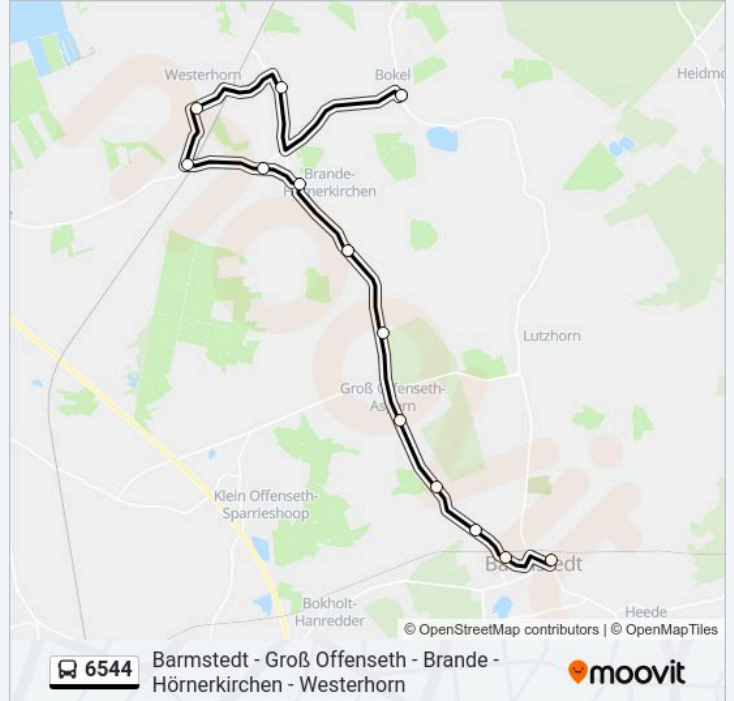 Westerhorn
Bokel
Brande-
Hörnerkirchen
Lutzhorn
Groß Offenseth-
Aspern
Klein Offenseth-
Sparrieshoop
Barmstedt
Bokholt-
Hanredder
Heede
© OpenStreetMap contributors | © OpenMapTiles
6544
Barmstedt - Groß Offenseth - Brande -
Hörnerkirchen - Westerhorn
moovit